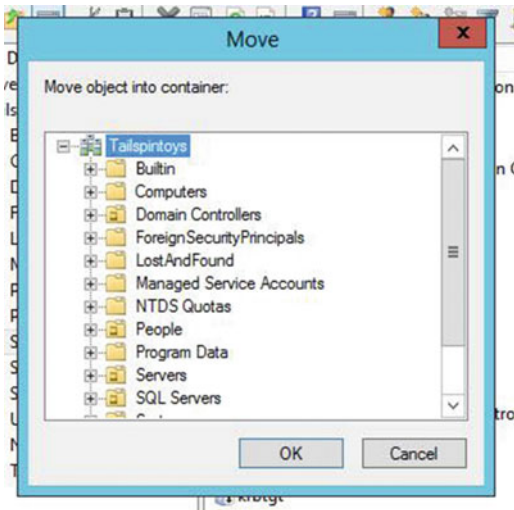 Move
X
Move object into container:
Tailspintoys
Builtin
Computers
Domain Controllers
ForeignSecurityPrincipals
LostAndFound
Managed Service Accounts
NTDS Quotas
People
Program Data
Servers
SQL Servers
OK
Cancel
krbtgt